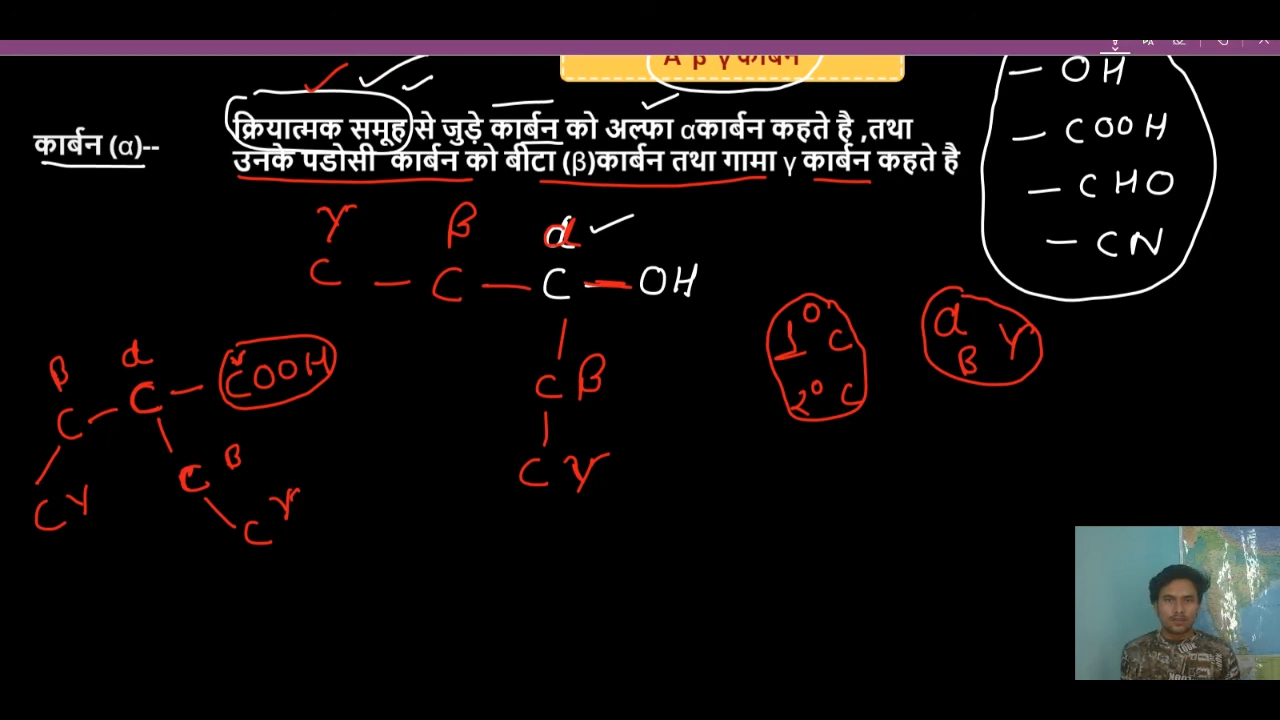 Α β γ कार्बन
– OH
– COOH
– CHO
– CN
कार्बन (α)--
क्रियात्मक समूह से जुड़े कार्बन को अल्फा αकार्बन कहते है ,तथा
उनके पडोसी कार्बन को बीटा (β)कार्बन तथा गामा γ कार्बन कहते है
γ β α
C – C – C – OH
C β
C γ
β α
C – C – COOH
C γ
C β
C γ
1° C
2° C
α β γ